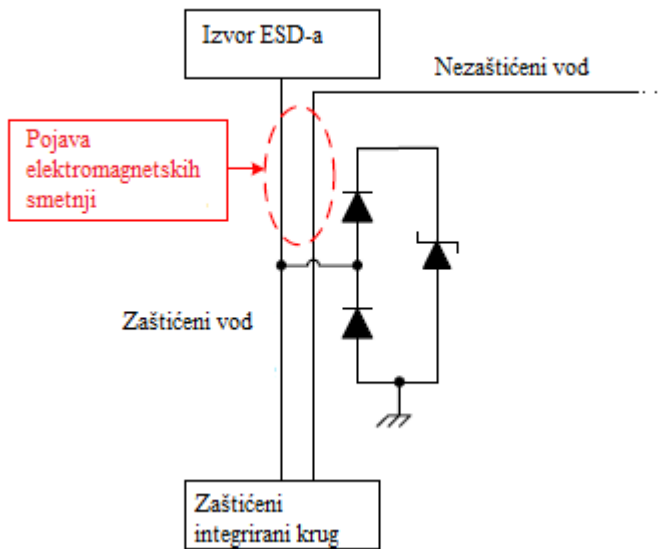 Izvor ESD-a
Nezaštićeni vod
Pojava
elektromagnetskih
smetnji
Zaštićeni vod
Zaštićeni
integrirani krug